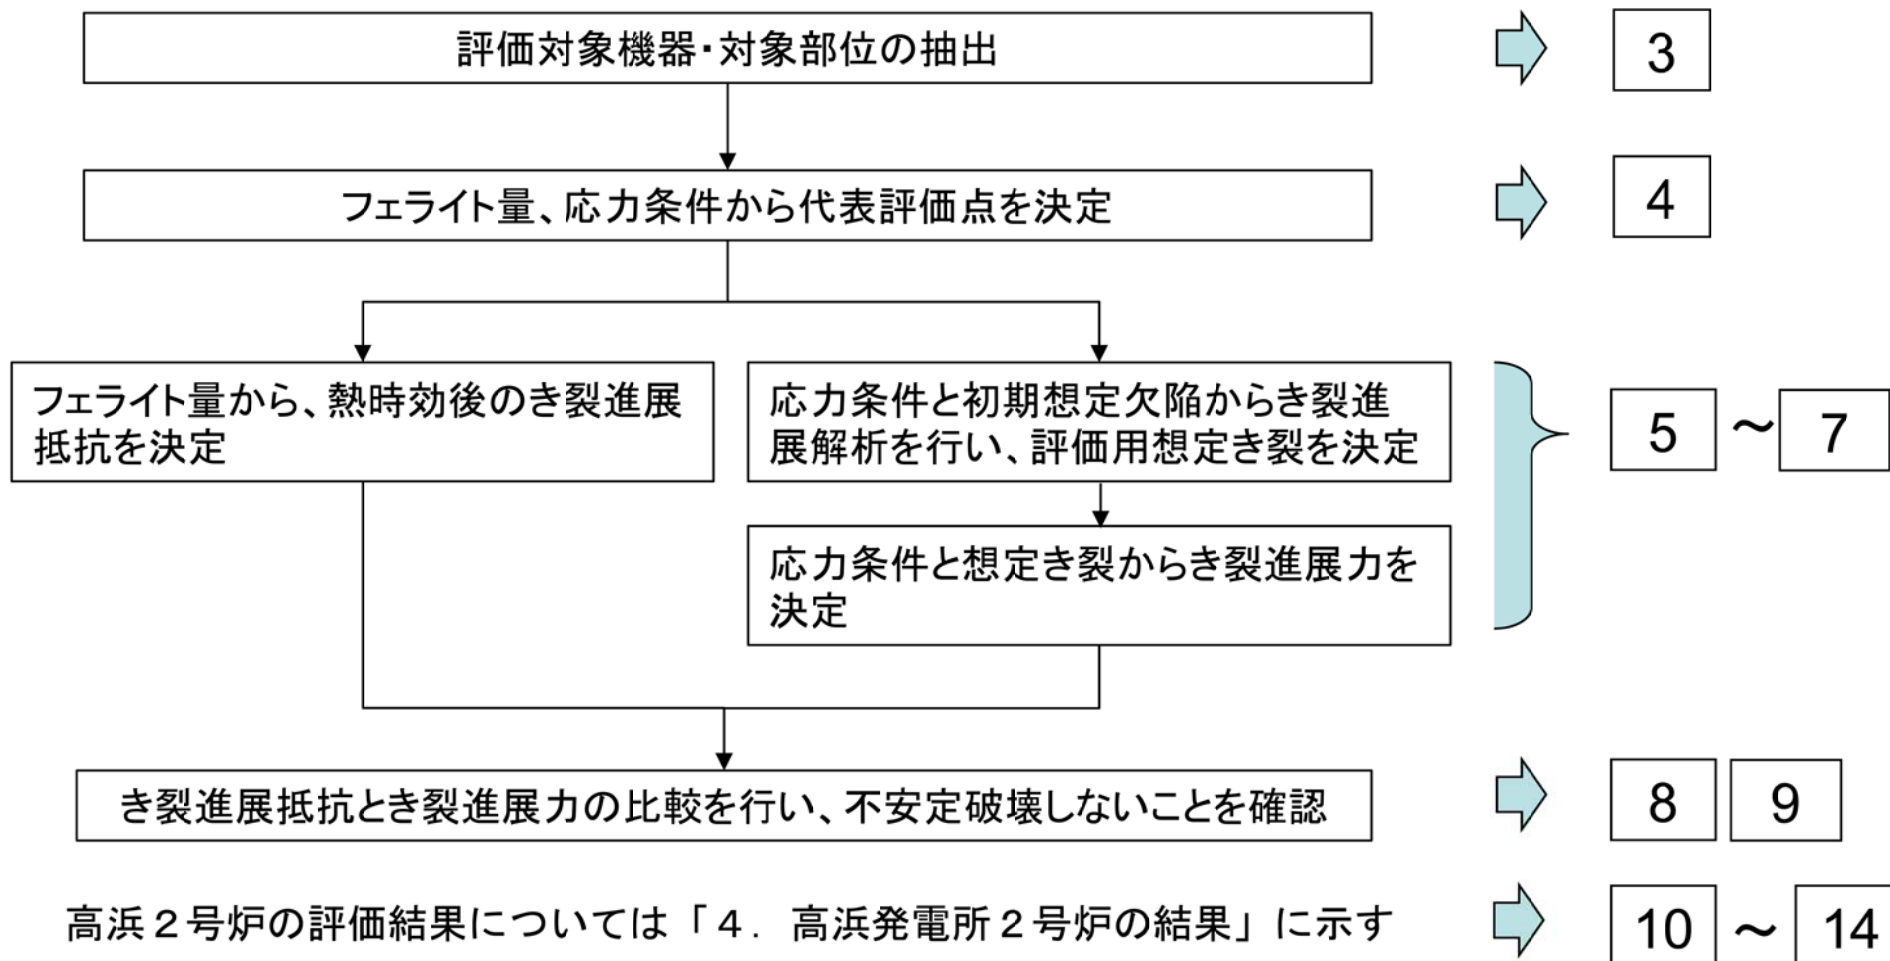 評価対象機器・対象部位の抽出
3
フェライト量、応力条件から代表評価点を決定
4
フェライト量から、熱時効後のき裂進展
抵抗を決定
応力条件と初期想定欠陥からき裂進
展解析を行い、評価用想定き裂を決定
5 ～ 7
応力条件と想定き裂からき裂進展力を
決定
き裂進展抵抗とき裂進展力の比較を行い、不安定破壊しないことを確認
8 9
高浜２号炉の評価結果については「４．高浜発電所２号炉の結果」に示す
10 ～ 14